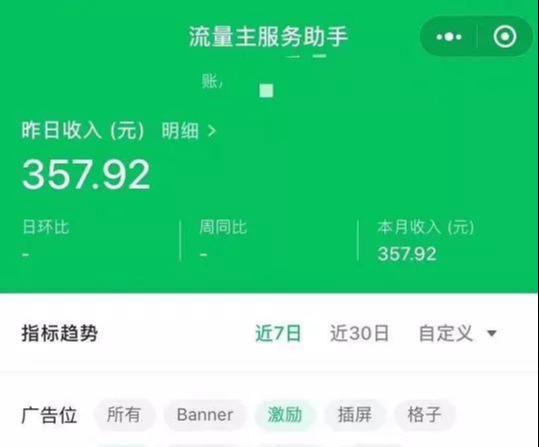 流量主服务助手
账,
昨日收入 (元) 明细 >
357.92
日环比 周同比 本月收入 (元)
- - 357.92
指标趋势 近7日 近30日 自定义
广告位 所有 Banner 激励 插屏 格子